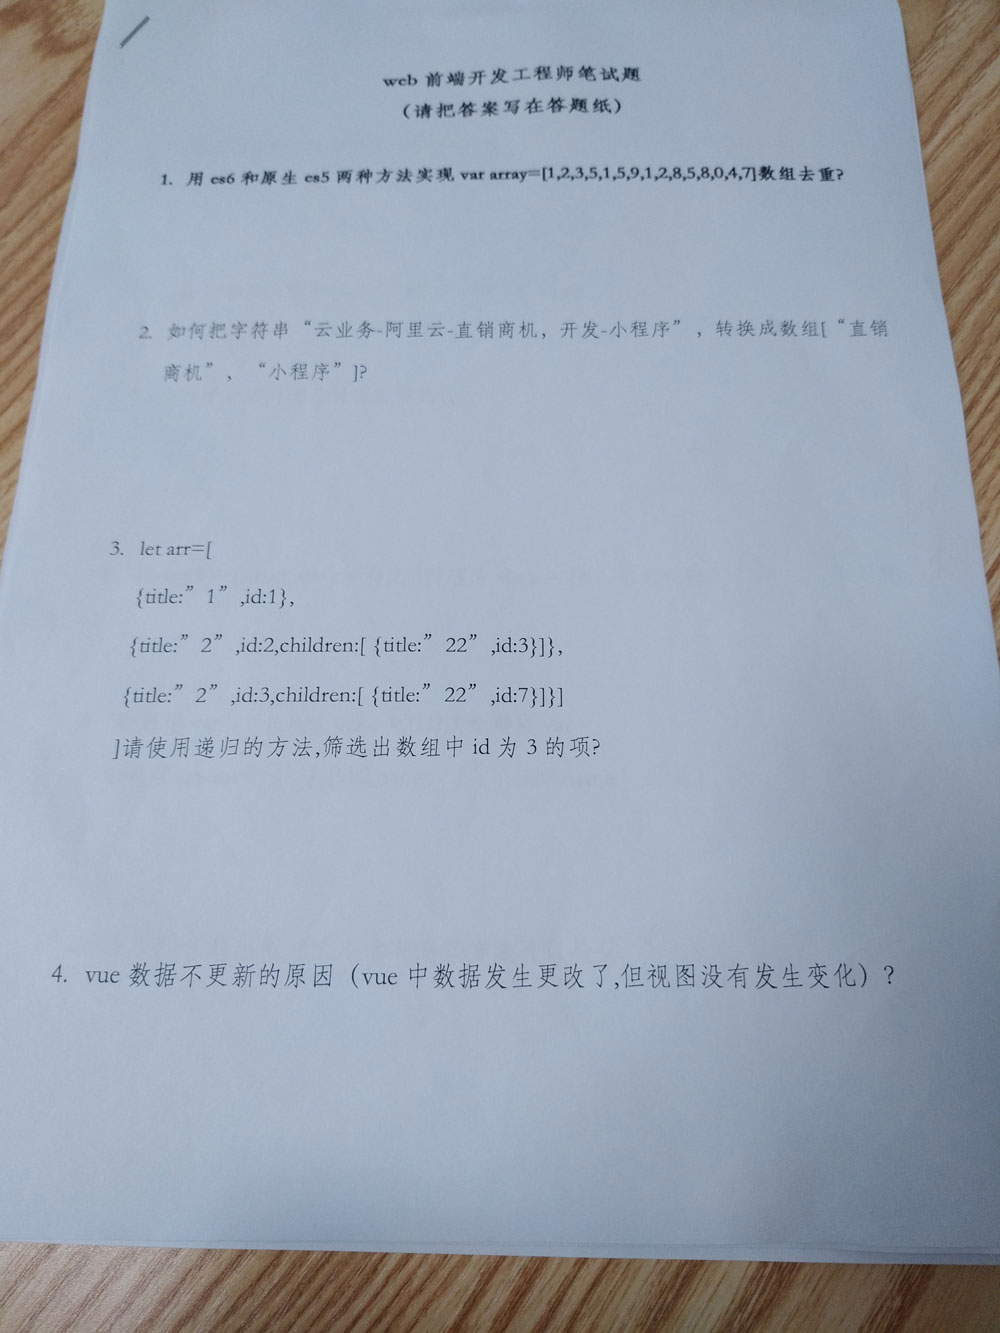 web 前端开发工程师笔试题
(请把答案写在答题纸)
1. 用 es6 和原生 es5 两种方法实现 var array=[1,2,3,5,1,5,9,1,2,8,5,8,0,4,7]数组去重?
2. 如何把字符串“云业务-阿里云-直销商机，开发-小程序”，转换成数组[“直销
商机”，“小程序”]?
3. let arr=[
{title:”1”,id:1},
{title:”2”,id:2,children:[ {title:”22”,id:3}]},
{title:”2”,id:3,children:[ {title:”22”,id:7}]}]
]请使用递归的方法,筛选出数组中 id 为 3 的项?
4. vue 数据不更新的原因（vue 中数据发生更改了,但视图没有发生变化）?